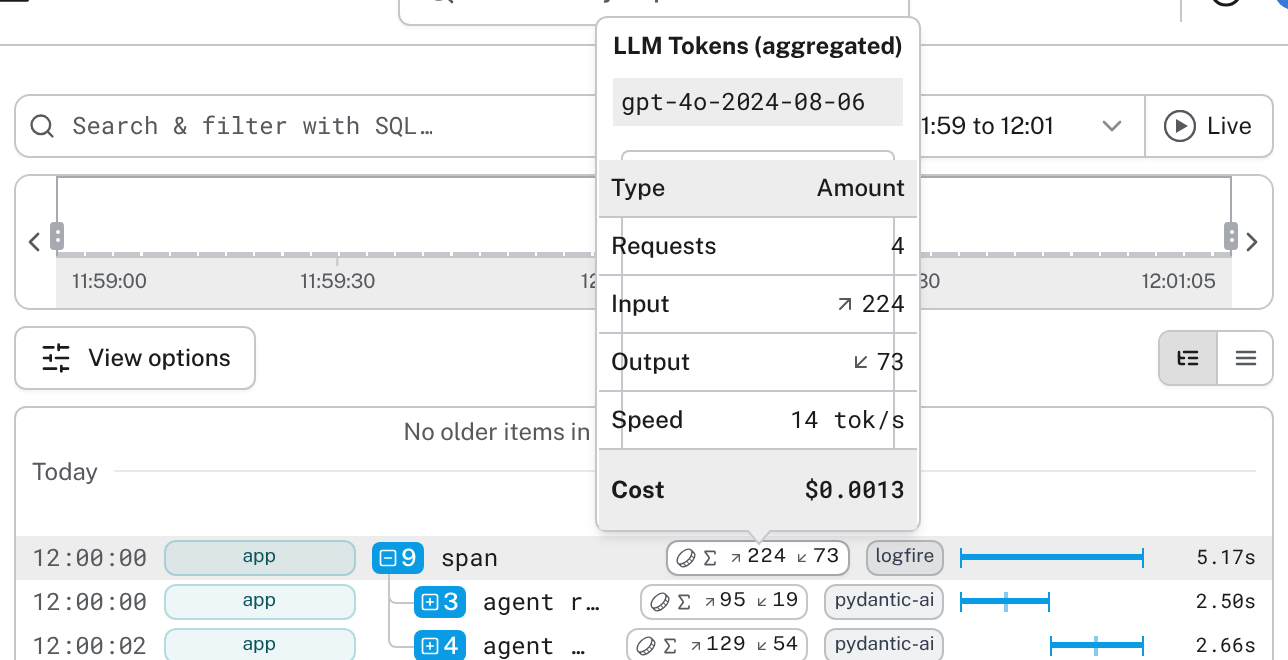 LLM Tokens (aggregated)
gpt-4o-2024-08-06
Search & filter with SQL…
1:59 to 12:01
Live
Type Amount
Requests 4
Input ↗ 224
Output ↙ 73
Speed 14 tok/s
Cost $0.0013
11:59:00 11:59:30 12 30 12:01:05
View options
No older items in
Today
12:00:00 app 9 span Σ ↗ 224 ↙ 73 logfire 5.17s
12:00:00 app 3 agent r… Σ ↗ 95 ↙ 19 pydantic-ai 2.50s
12:00:02 app 4 agent … Σ ↗ 129 ↙ 54 pydantic-ai 2.66s